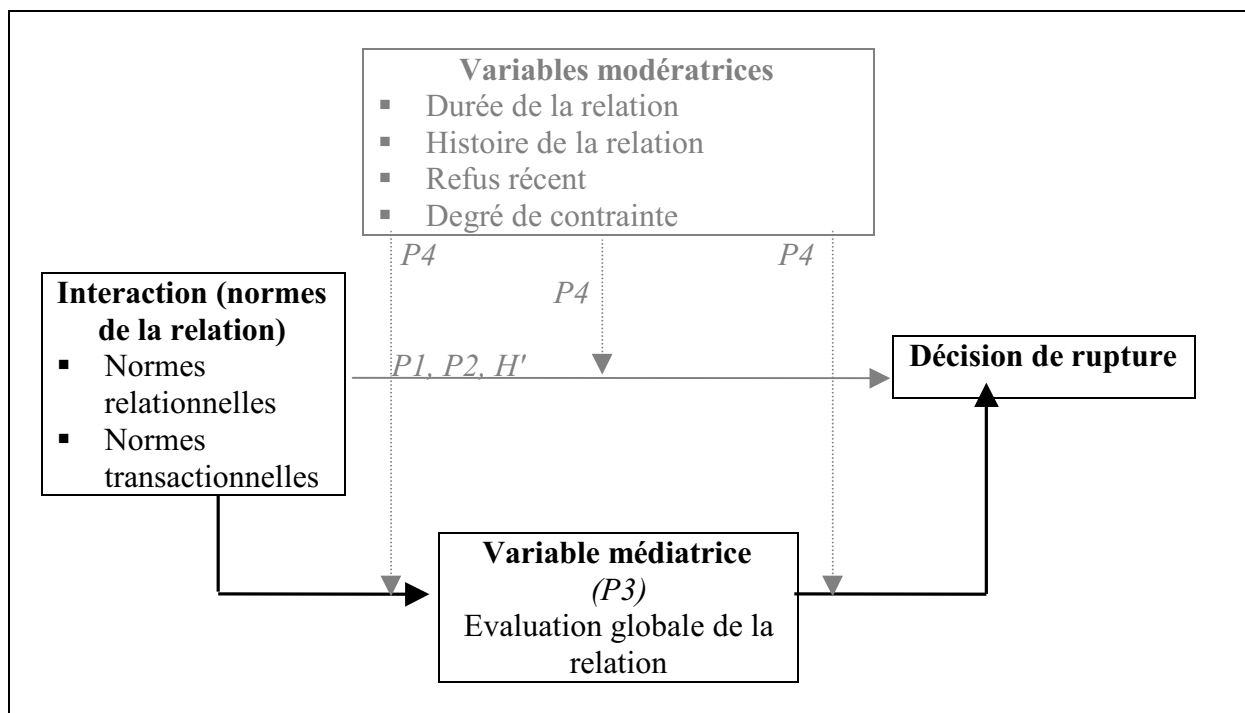 Variables modératrices
▪ Durée de la relation
▪ Histoire de la relation
▪ Refus récent
▪ Degré de contrainte
P4
P4
P4
Interaction (normes
de la relation)
▪ Normes
relationnelles
▪ Normes
transactionnelles
P1, P2, H'
Décision de rupture
Variable médiatrice
(P3)
Evaluation globale de la
relation